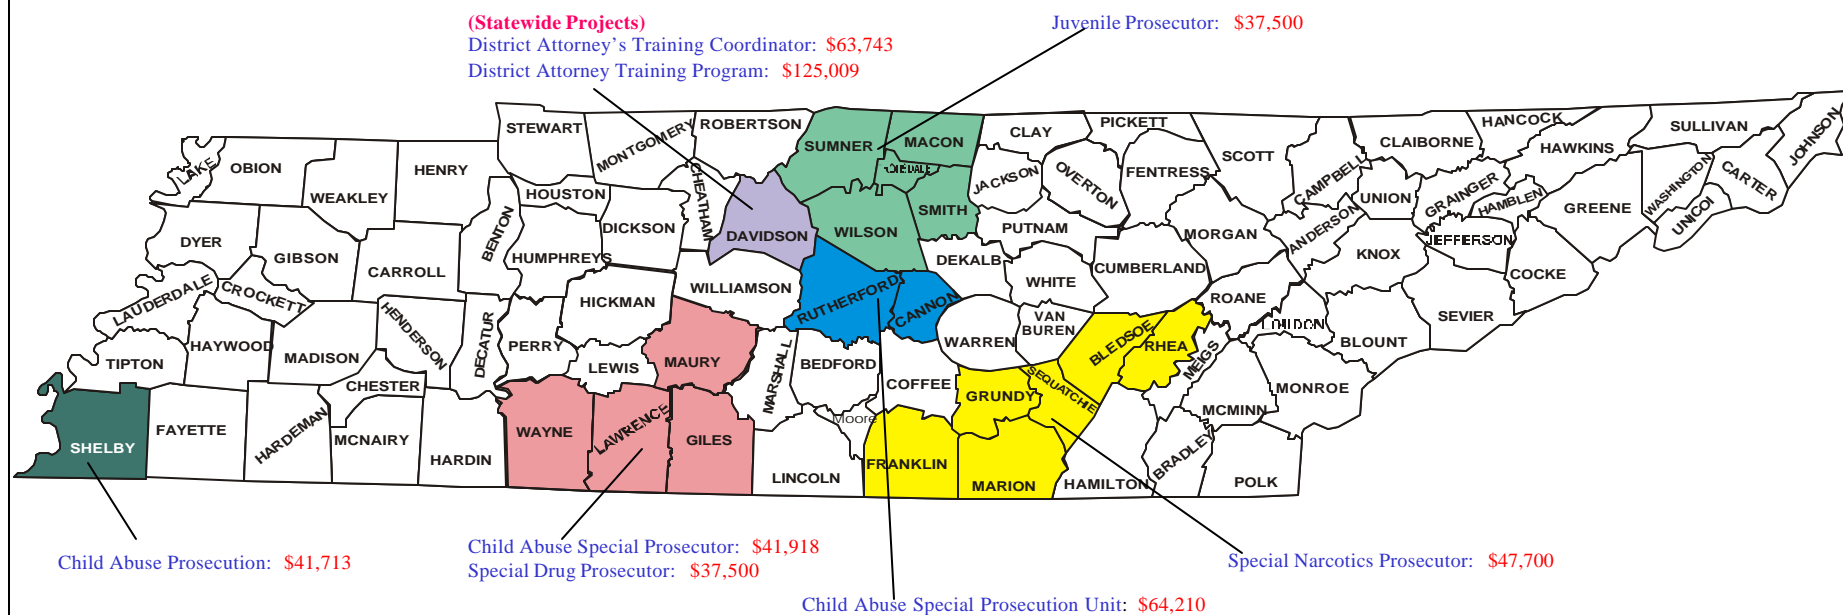 (Statewide Projects)
District Attorney's Training Coordinator: $63,743
District Attorney Training Program: $125,009
Juvenile Prosecutor: $37,500
STEWART
MONTGOMERY
ROBERTSON
SUMNER
MACON
CLAY
PICKETT
SCOTT
CAMPBELL
CLAIBORNE
HANCOCK
HAWKINS
SULLIVAN
JOHNSON
LAKE
OBION
WEAKLEY
HENRY
HOUSTON
CHEATHAM
JACKSON
OVERTON
FENTRESS
UNION
GRAINGER
HAMBLEN
GREENE
WASHINGTON
UNICOI
CARTER
DYER
GIBSON
CARROLL
BENTON
HUMPHREYS
DICKSON
DAVIDSON
WILSON
SMITH
PUTNAM
MORGAN
ANDERSON
KNOX
JEFFERSON
COCKE
LAUDERDALE
CROCKETT
HICKMAN
WILLIAMSON
RUTHERFORD
CANNON
DEKALB
WHITE
CUMBERLAND
ROANE
LOUDON
SEVIER
TIPTON
HAYWOOD
MADISON
HENDERSON
DECATUR
PERRY
LEWIS
MAURY
MARSHALL
BEDFORD
WARREN
VAN
BUREN
BLEDSOE
RHEA
MEIGS
BLOUNT
CHESTER
COFFEE
GRUNDY
SEQUATCHIE
MCMINN
MONROE
SHELBY
FAYETTE
HARDEMAN
MCNAIRY
HARDIN
WAYNE
LAWRENCE
GILES
Moore
LINCOLN
FRANKLIN
MARION
HAMILTON
BRADLEY
POLK
Child Abuse Prosecution: $41,713
Child Abuse Special Prosecutor: $41,918
Special Drug Prosecutor: $37,500
Special Narcotics Prosecutor: $47,700
Child Abuse Special Prosecution Unit: $64,210